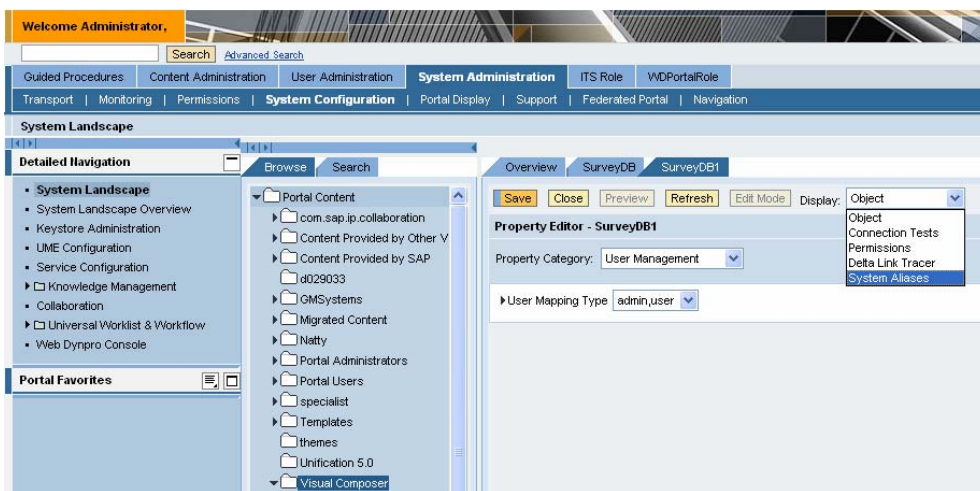 Welcome Administrator,
Search Advanced Search
Guided Procedures Content Administration User Administration System Administration ITS Role WDPortalRole
Transport | Monitoring | Permissions | System Configuration | Portal Display | Support | Federated Portal | Navigation
System Landscape
Detailed Navigation
System Landscape
System Landscape Overview
Keystore Administration
UME Configuration
Service Configuration
Knowledge Management
Collaboration
Universal Worklist & Workflow
Web Dynpro Console
Portal Favorites
Browse Search
Portal Content
com.sap.ip.collaboration
Content Provided by Other V
Content Provided by SAP
d029033
GMSystems
Migrated Content
Natty
Portal Administrators
Portal Users
specialist
Templates
themes
Unification 5.0
Visual Composer
Overview SurveyDB SurveyDB1
Save Close Preview Refresh Edit Mode Display: Object
Object
Connection Tests
Permissions
Delta Link Tracer
System Aliases
Property Editor - SurveyDB1
Property Category: User Management
User Mapping Type admin,user